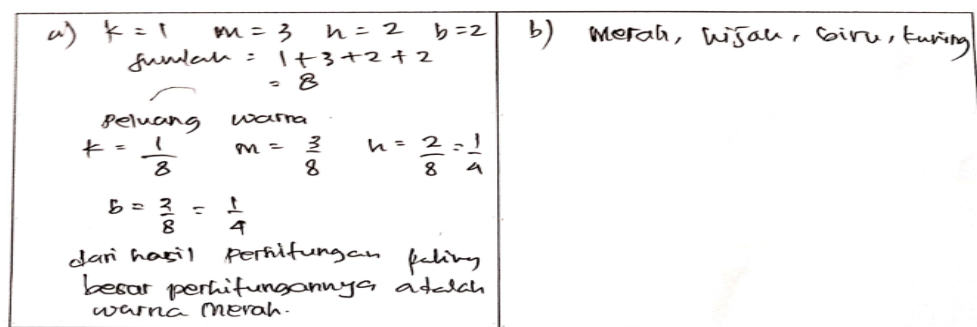 a) k = 1 m = 3 h = 2 b = 2
Jumlah = 1 + 3 + 2 + 2
= 8
Peluang warna
k = 1/8 m = 3/8 h = 2/8 = 1/4
b = 2/8 = 1/4
dari hasil perhitungan paling
besar perhitungannya adalah
warna merah.
b) merah, hijau, biru, kuning